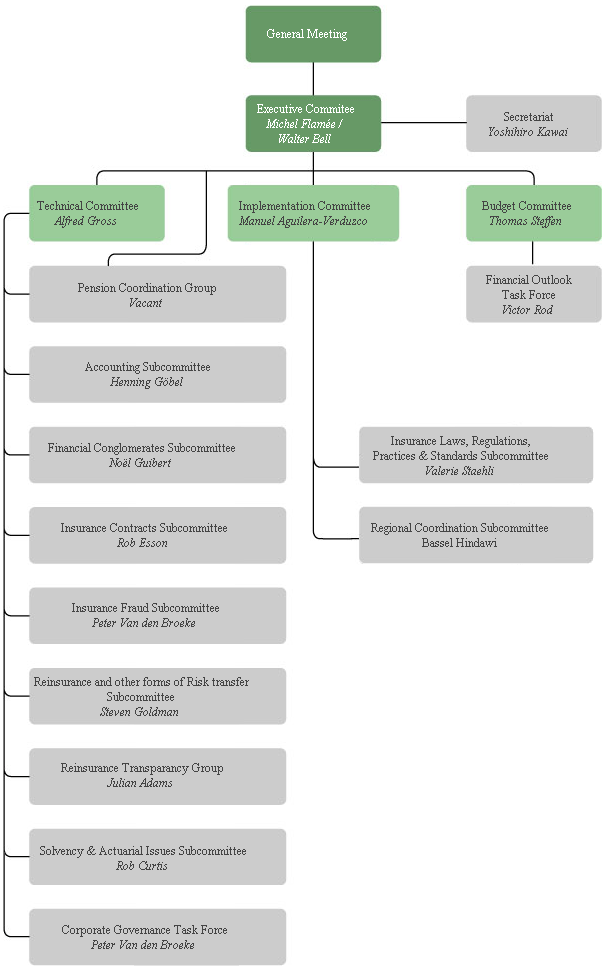 General Meeting
Executive Commitee
Michel Flamée /
Walter Bell
Secretariat
Yoshihiro Kawai
Technical Committee
Alfred Gross
Implementation Committee
Manuel Aguilera-Verduzco
Budget Committee
Thomas Steffen
Pension Coordination Group
Vacant
Financial Outlook
Task Force
Victor Rod
Accounting Subcommittee
Henning Göbel
Financial Conglomerates Subcommittee
Noël Guibert
Insurance Laws, Regulations,
Practices & Standards Subcommittee
Valerie Staehli
Insurance Contracts Subcommittee
Rob Esson
Regional Coordination Subcommittee
Bassel Hindawi
Insurance Fraud Subcommittee
Peter Van den Broeke
Reinsurance and other forms of Risk transfer
Subcommittee
Steven Goldman
Reinsurance Transparancy Group
Julian Adams
Solvency & Actuarial Issues Subcommittee
Rob Curtis
Corporate Governance Task Force
Peter Van den Broeke